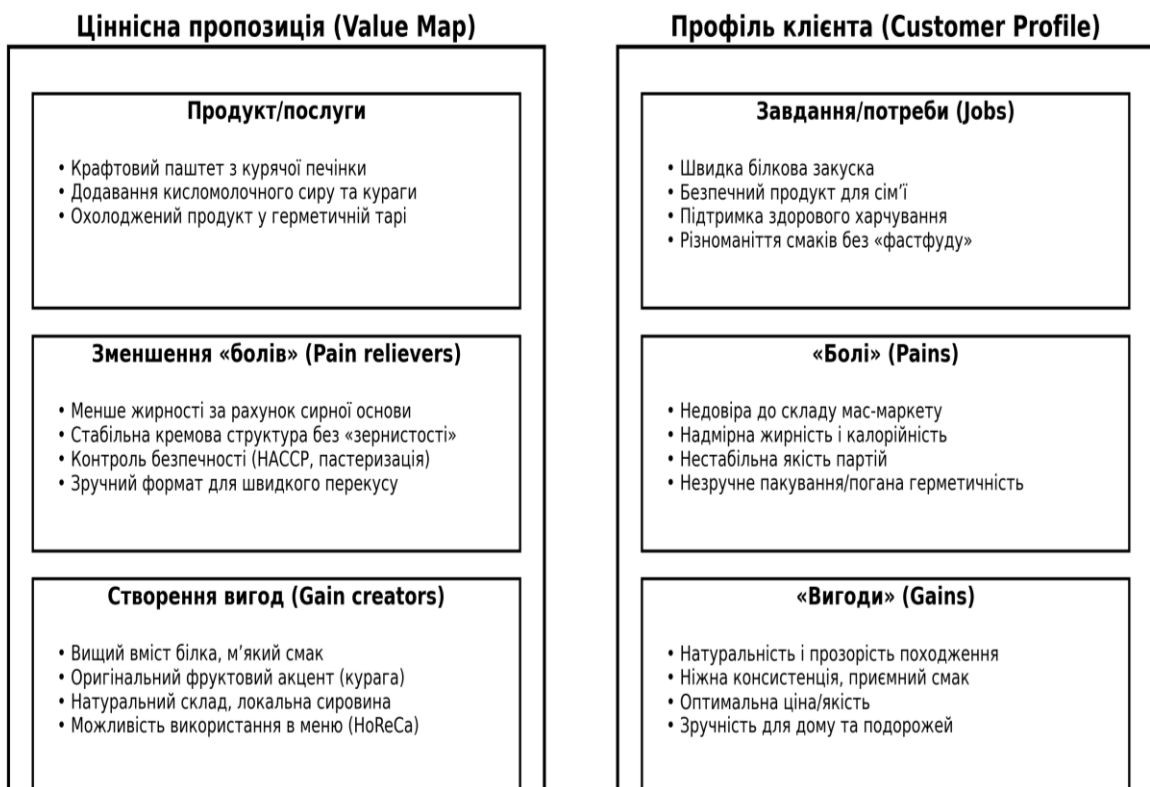 Ціннісна пропозиція (Value Map)
Продукт/послуги
• Крафтовий паштет з курячої печінки
• Додавання кисломолочного сиру та кураги
• Охолоджений продукт у герметичній тарі
Зменшення «болів» (Pain relievers)
• Менше жирності за рахунок сирної основи
• Стабільна кремова структура без «зернистості»
• Контроль безпечності (HACCP, пастеризація)
• Зручний формат для швидкого перекусу
Створення вигод (Gain creators)
• Вищий вміст білка, м’який смак
• Оригінальний фруктовий акцент (курага)
• Натуральний склад, локальна сировина
• Можливість використання в меню (HoReCa)
Профіль клієнта (Customer Profile)
Завдання/потреби (Jobs)
• Швидка білкова закуска
• Безпечний продукт для сім’ї
• Підтримка здорового харчування
• Різноманіття смаків без «фастфуду»
«Болі» (Pains)
• Недовіра до складу мас-маркету
• Надмірна жирність і калорійність
• Нестабільна якість партій
• Незручне пакування/погана герметичність
«Вигоди» (Gains)
• Натуральність і прозорість походження
• Ніжна консистенція, приємний смак
• Оптимальна ціна/якість
• Зручність для дому та подорожей